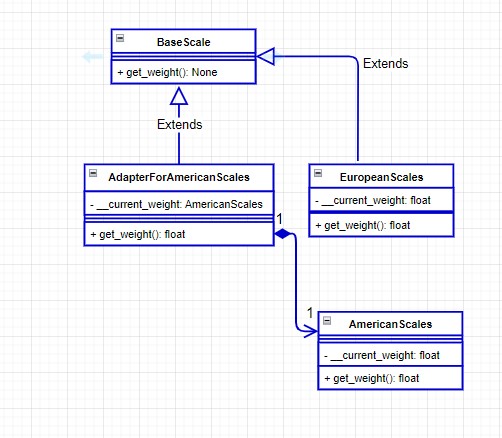 BaseScale
+ get_weight(): None
Extends
Extends
AdapterForAmericanScales
- __current_weight: AmericanScales
+ get_weight(): float
EuropeanScales
- __current_weight: float
+ get_weight(): float
1
1
AmericanScales
- __current_weight: float
+ get_weight(): float